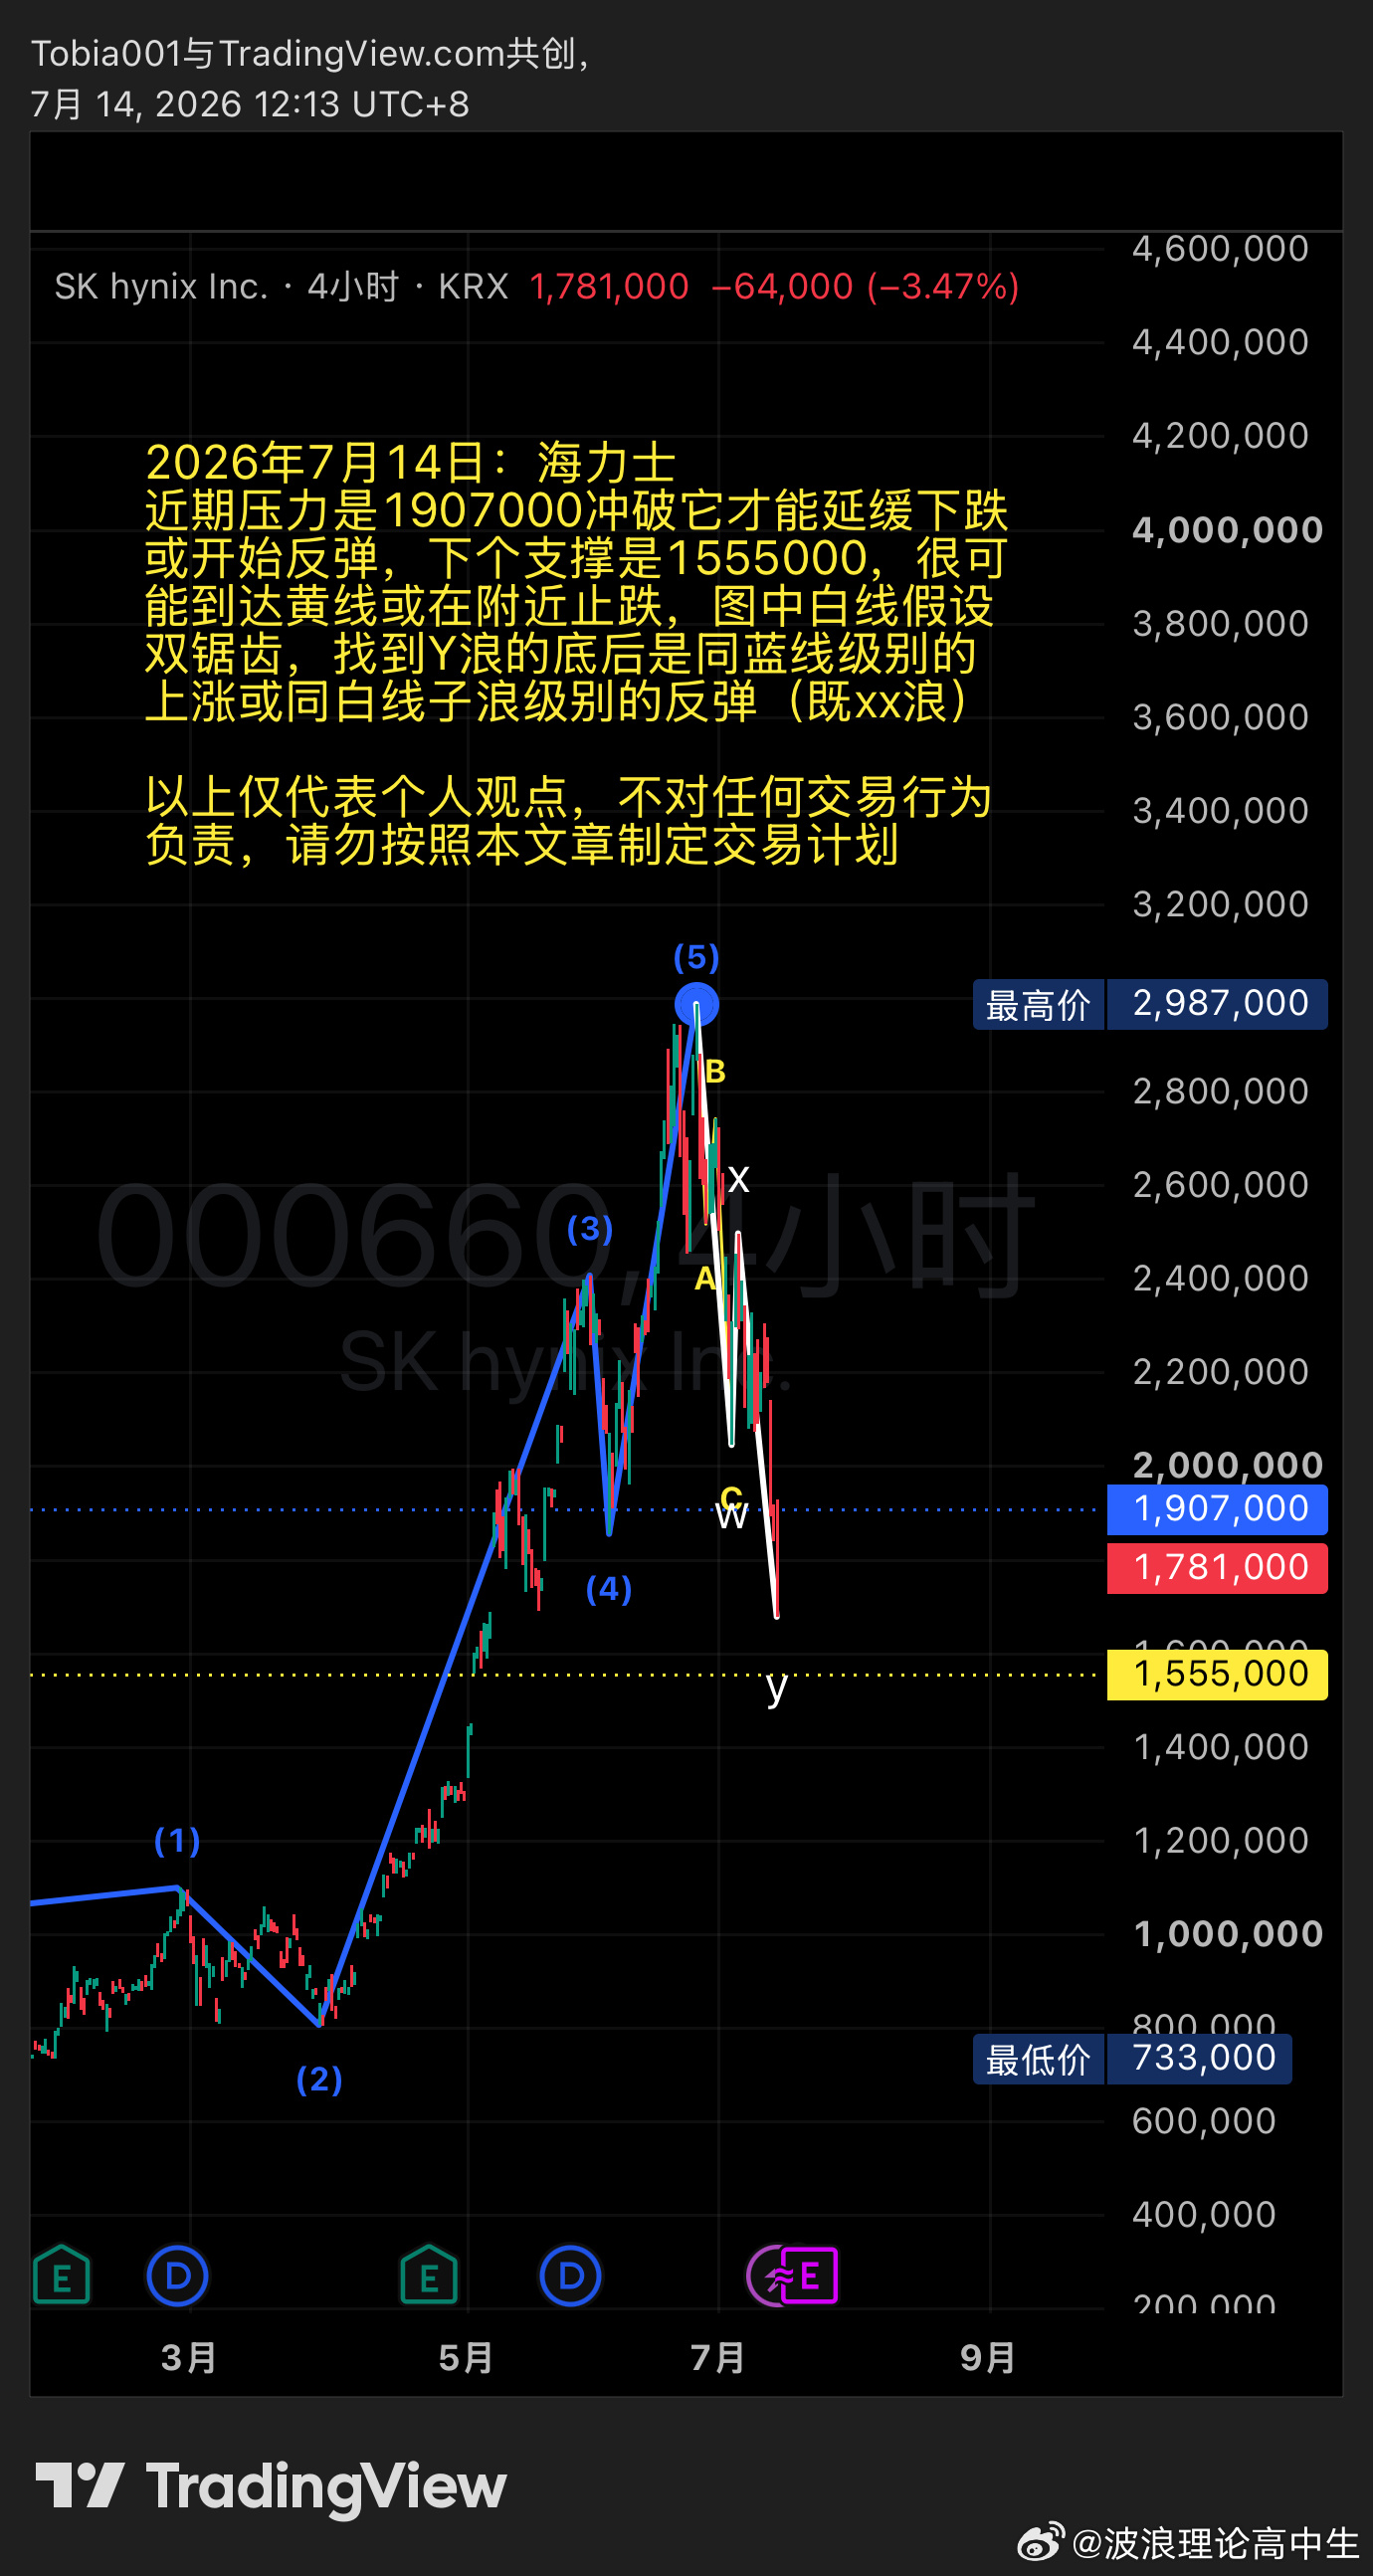 Tobia001与TradingView.com共创，
7月 14, 2026 12:13 UTC+8
SK hynix Inc. · 4小时 · KRX 1,781,000 −64,000 (−3.47%)
2026年7月14日：海力士
近期压力是1907000冲破它才能延缓下跌
或开始反弹，下个支撑是1555000，很可
能到达黄线或在附近止跌，图中白线假设
双锯齿，找到Y浪的底后是同蓝线级别的
上涨或同白线子浪级别的反弹（既xx浪）
以上仅代表个人观点，不对任何交易行为
负责，请勿按照本文章制定交易计划
000660, 4小时
SK hynix Inc.
(1)
(2)
(3)
(4)
(5)
B
x
A
C
w
y
4,600,000
4,400,000
4,200,000
4,000,000
3,800,000
3,600,000
3,400,000
3,200,000
最高价 2,987,000
2,800,000
2,600,000
2,400,000
2,200,000
2,000,000
1,907,000
1,781,000
1,600,000
1,555,000
1,400,000
1,200,000
1,000,000
800,000
最低价 733,000
600,000
400,000
200,000
E D E D E
3月 5月 7月 9月
TradingView
@波浪理论高中生